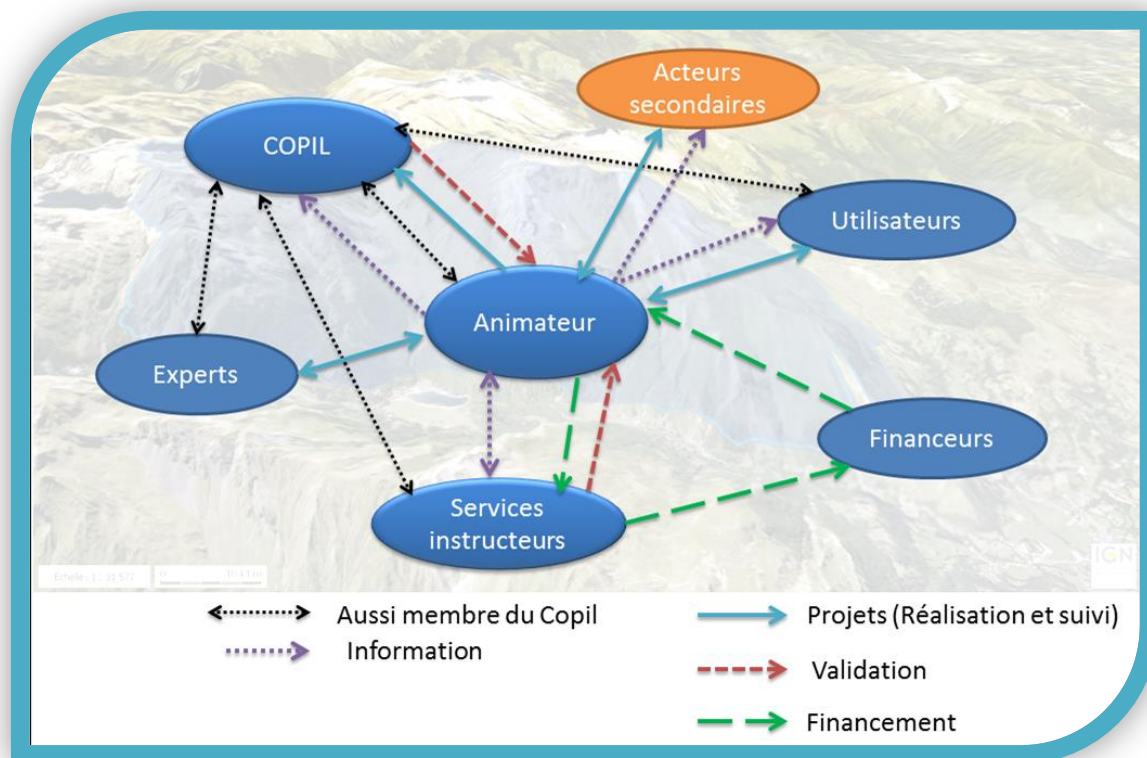 Acteurs
secondaires
COPIL
Utilisateurs
Animateur
Experts
Financeurs
Services
instructeurs
IGN
Aussi membre du Copil
Information
Projets (Réalisation et suivi)
Validation
Financement